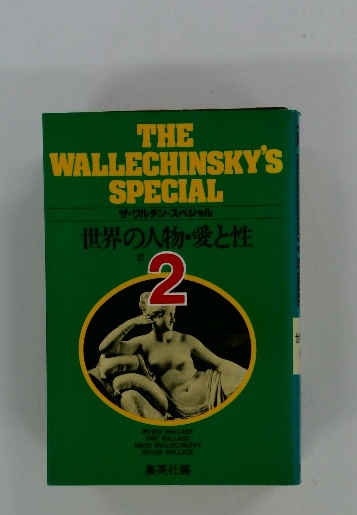 THE
WALLECHINSKY'S
SPECIAL
ザ・ワルチン・スペシャル
世界の人物・愛と性
#2
IRVING WALLACE
AMY WALLACE
DAVID WALLECHINSKY
SYLVIA WALLACE
集英社編